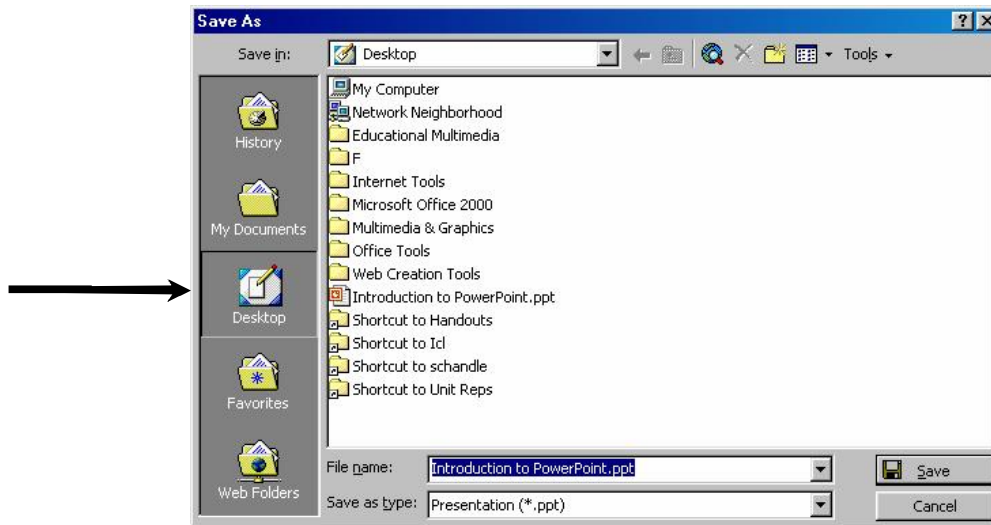 Save As
Save in:
Desktop
Tools
History
My Documents
Desktop
Favorites
Web Folders
My Computer
Network Neighborhood
Educational Multimedia
F
Internet Tools
Microsoft Office 2000
Multimedia & Graphics
Office Tools
Web Creation Tools
Introduction to PowerPoint.ppt
Shortcut to Handouts
Shortcut to Icl
Shortcut to schandle
Shortcut to Unit Reps
File name:
Introduction to PowerPoint.ppt
Save
Save as type:
Presentation (*.ppt)
Cancel